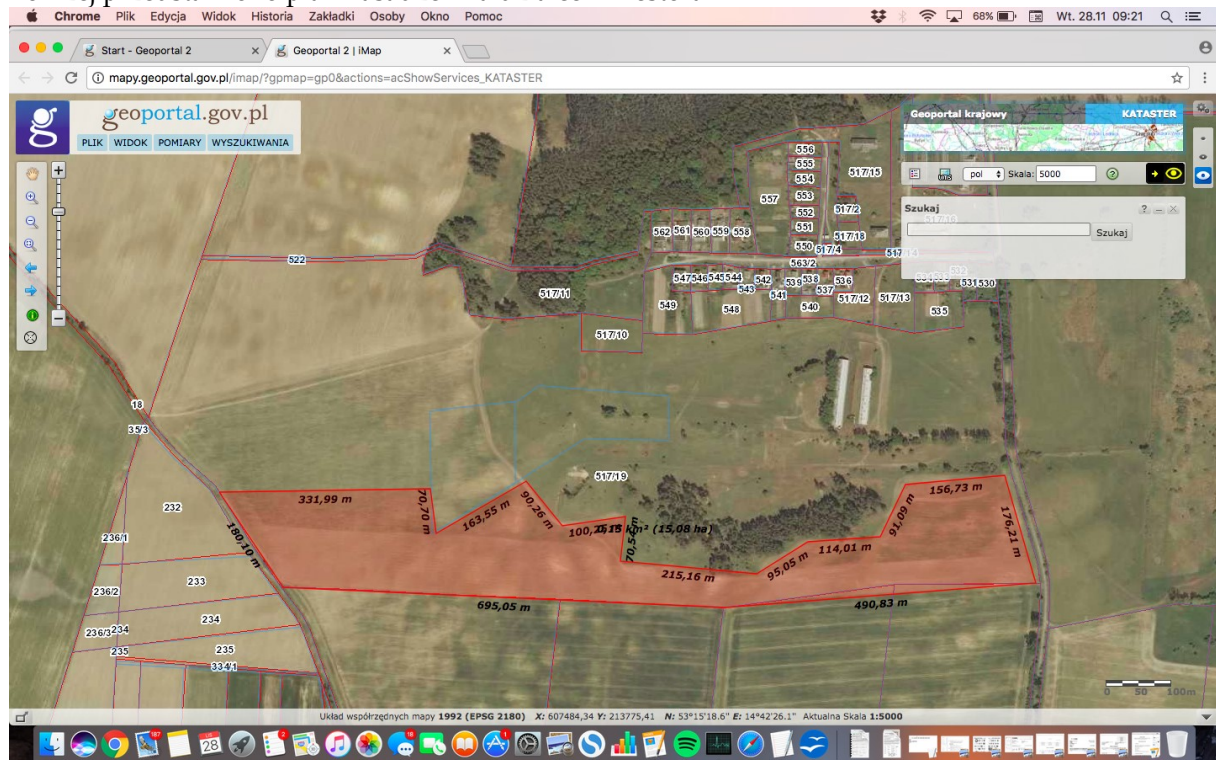 Chrome Plik Edycja Widok Historia Zakładki Osoby Okno Pomoc 68% Wt. 28.11 09:21
Start - Geoportal 2
Geoportal 2 | iMap
mapy.geoportal.gov.pl/imap/?gpmap=gp0&actions=acShowServices_KATASTER
geoportal.gov.pl
PLIK WIDOK POMIARY WYSZUKIWANIA
Geoportal krajowy KATASTER
pol Skala: 5000
Szukaj
Szukaj
556
555
554 517/15
557 553
552 517/2
551
562 561 560 559 558 517/18
550 517/4
522 563/2
547 546 545 544 542 539 538 536 531 530
517/11 543 541 537
549 548 540 517/12 517/13 535
517/10
18
35/3
517/19
331,99 m 70,70 m 163,55 m 90,26 m 156,73 m
232 180,10 m (15,08 ha) 70,54 m 91,09 m 176,21 m
236/1 215,16 m 95,05 m 114,01 m
233
236/2 695,05 m 490,83 m
234
236/3 234
235 235
334/1
0 50 100m
Układ współrzędnych mapy 1992 (EPSG 2180) X: 607484,34 Y: 213775,41 N: 53°15'18.6" E: 14°42'26.1" Aktualna Skala 1:5000